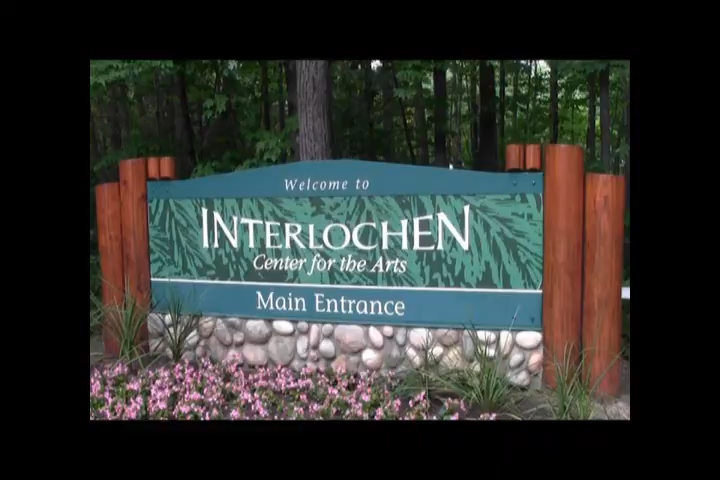 Welcome to
INTERLOCHEN
Center for the Arts
Main Entrance